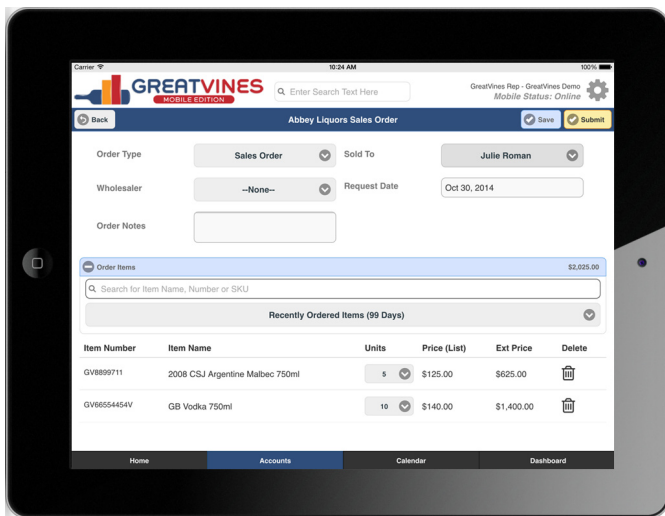 Carrier 10:24 AM 100%
GREATVINES
MOBILE EDITION
Enter Search Text Here
GreatVines Rep - GreatVines Demo
Mobile Status: Online
Back Abbey Liquors Sales Order Save Submit
Order Type Sales Order Sold To Julie Roman
Wholesaler --None-- Request Date Oct 30, 2014
Order Notes
Order Items $2,025.00
Search for Item Name, Number or SKU
Recently Ordered Items (99 Days)
Item Number Item Name Units Price (List) Ext Price Delete
GV8899711 2008 CSJ Argentine Malbec 750ml 5 $125.00 $625.00
GV66554454V GB Vodka 750ml 10 $140.00 $1,400.00
Home Accounts Calendar Dashboard